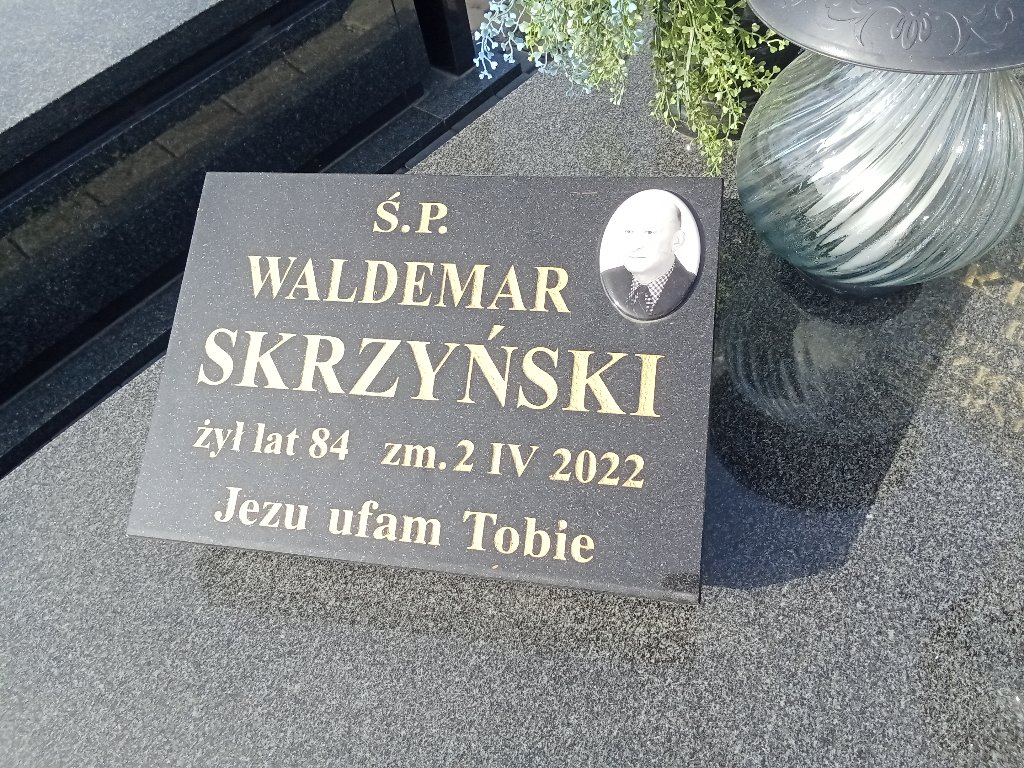 Ś.P.
WALDEMAR
SKRZYŃSKI
żył lat 84 zm. 2 IV 2022
Jezu ufam Tobie